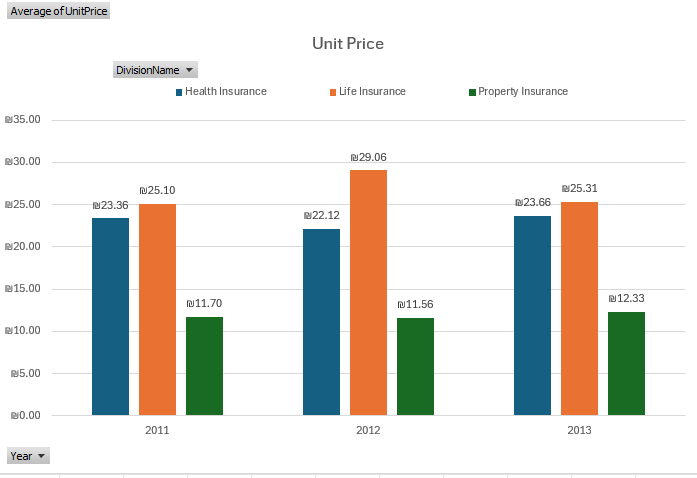 Average of UnitPrice
Unit Price
DivisionName
Health Insurance Life Insurance Property Insurance
₪35.00
₪30.00
₪25.00
₪20.00
₪15.00
₪10.00
₪5.00
₪0.00
₪23.36 ₪25.10 ₪11.70
₪22.12 ₪29.06 ₪11.56
₪23.66 ₪25.31 ₪12.33
2011 2012 2013
Year